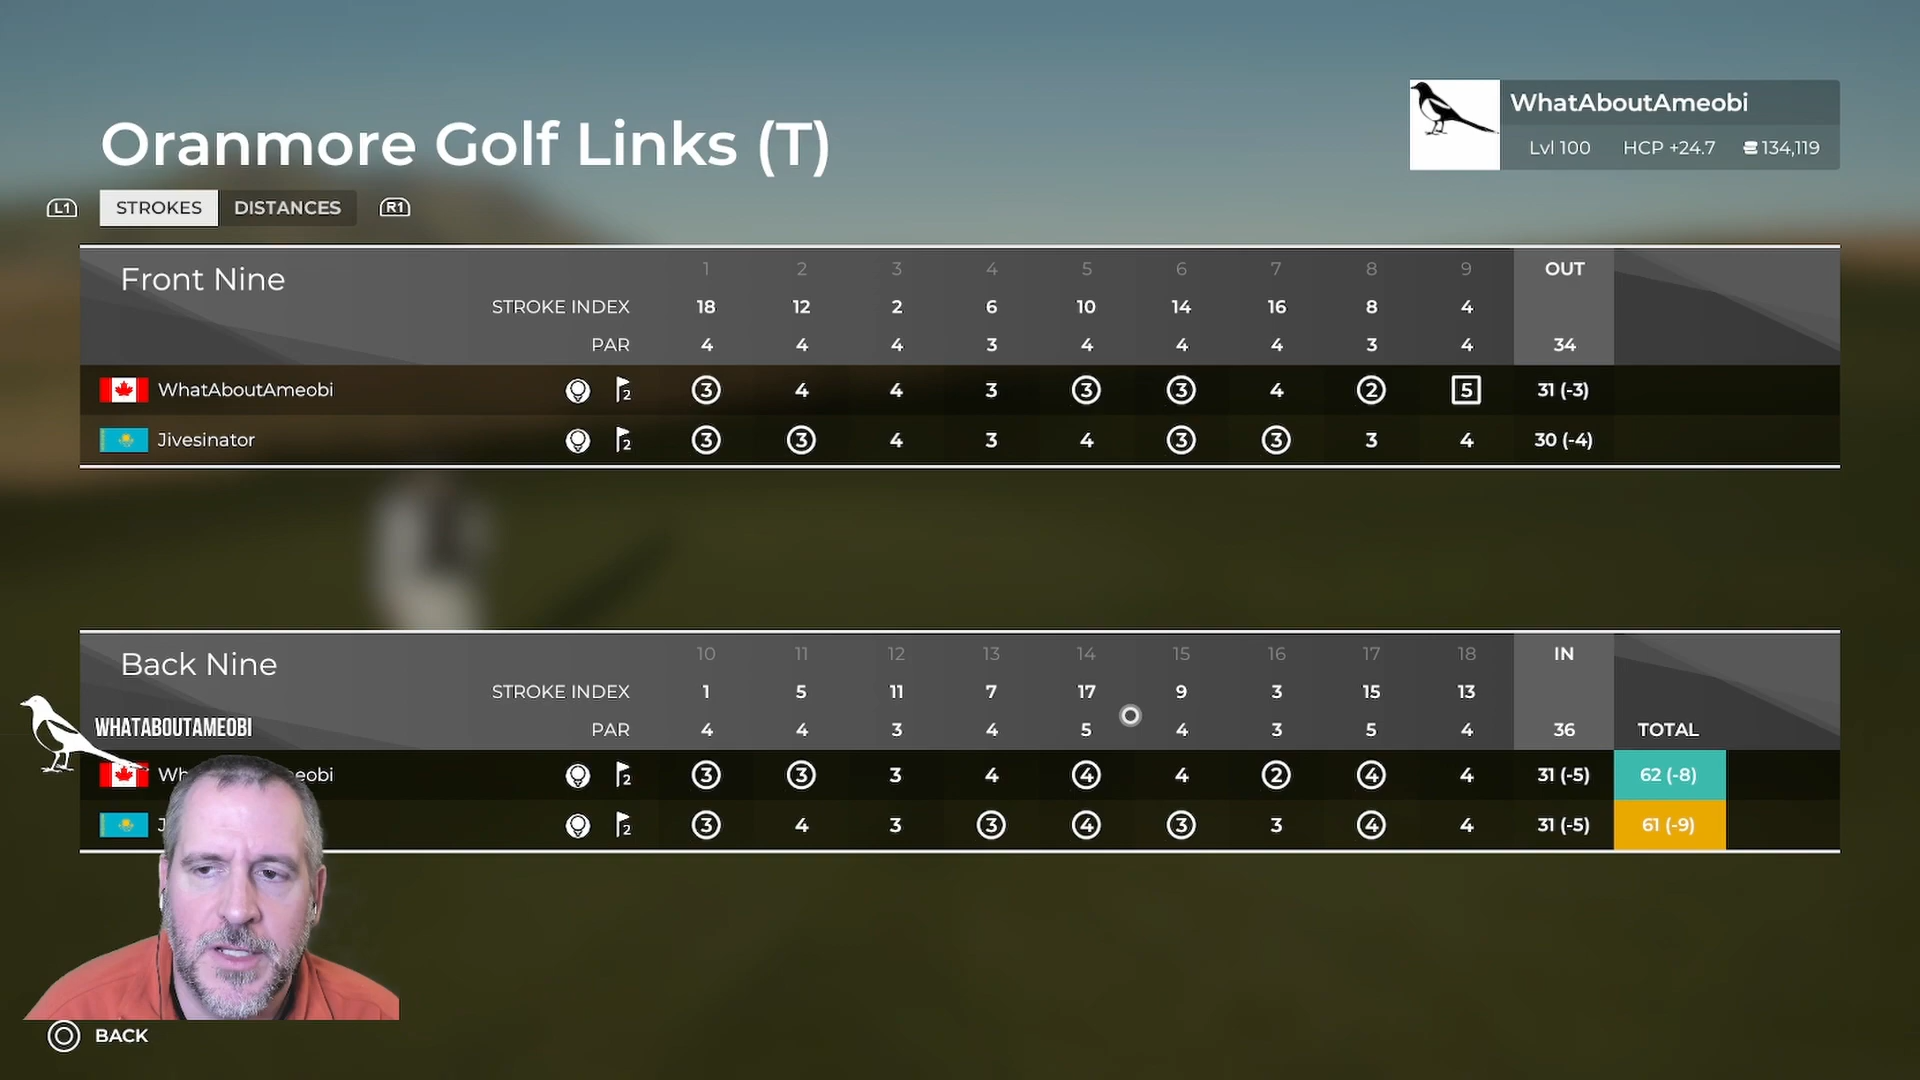 Oranmore Golf Links (T)
WhatAboutAmeobi
Lvl 100 HCP +24.7 134,119
L1 STROKES DISTANCES R1
Front Nine 1 2 3 4 5 6 7 8 9 OUT
STROKE INDEX 18 12 2 6 10 14 16 8 4
PAR 4 4 4 3 4 4 4 3 4 34
WhatAboutAmeobi 2 3 4 4 3 3 3 4 2 5 31 (-3)
Jivesinator 2 3 3 4 3 4 3 3 3 4 30 (-4)
Back Nine 10 11 12 13 14 15 16 17 18 IN
STROKE INDEX 1 5 11 7 17 9 3 15 13
WHATABOUTAMEOBI
PAR 4 4 3 4 5 4 3 5 4 36 TOTAL
Wh eobi 2 3 3 3 4 4 4 2 4 4 31 (-5) 62 (-8)
J 2 3 4 3 3 4 3 3 4 4 31 (-5) 61 (-9)
BACK